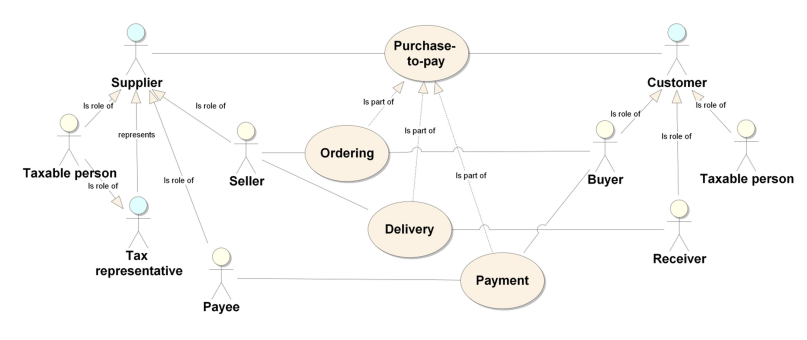 Purchase-
to-pay
Supplier
Customer
Is role of
Is role of
Is part of
Is role of
Is role of
represents
Is part of
Is role of
Ordering
Taxable person
Is role of
Seller
Is role of
Is part of
Buyer
Taxable person
Delivery
Tax
representative
Receiver
Payment
Payee